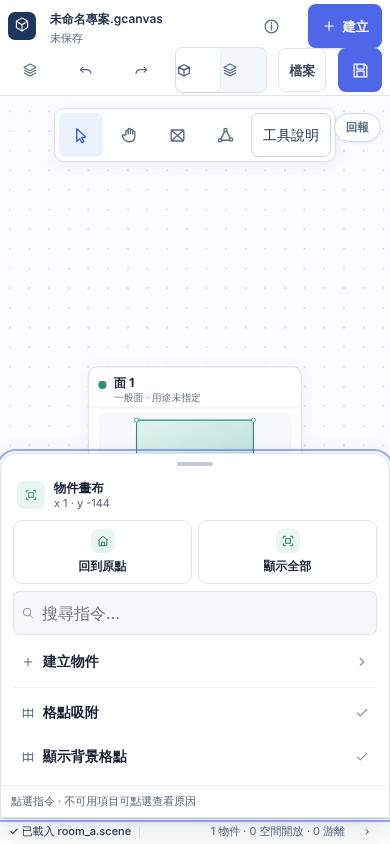 未命名專案.gcanvas
未保存
建立
檔案
工具說明
回報
面 1
一般面 · 用途未指定
物件畫布
x 1 · y -144
回到原點
顯示全部
搜尋指令...
建立物件
格點吸附
顯示背景格點
點選指令 · 不可用項目可點選查看原因
已載入 room_a.scene
1 物件 · 0 空間開放 · 0 游離